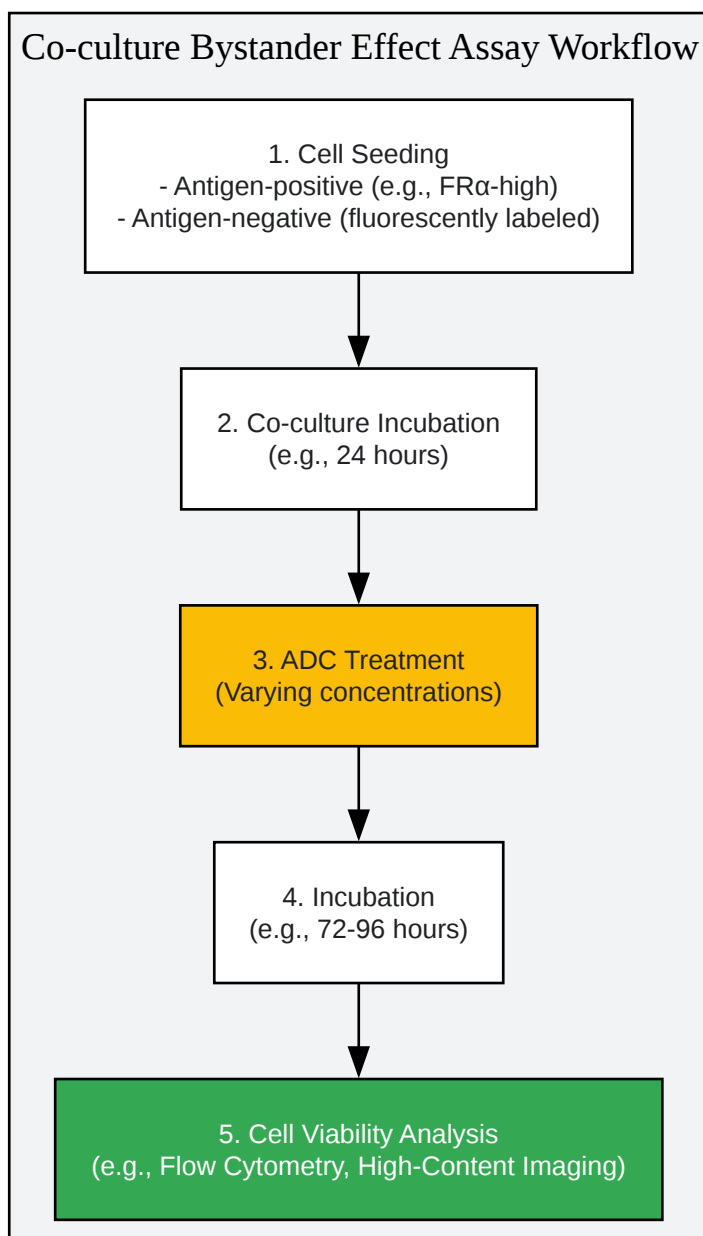 Co-culture Bystander Effect Assay Workflow
1. Cell Seeding
- Antigen-positive (e.g., FRα-high)
- Antigen-negative (fluorescently labeled)
2. Co-culture Incubation
(e.g., 24 hours)
3. ADC Treatment
(Varying concentrations)
4. Incubation
(e.g., 72-96 hours)
5. Cell Viability Analysis
(e.g., Flow Cytometry, High-Content Imaging)